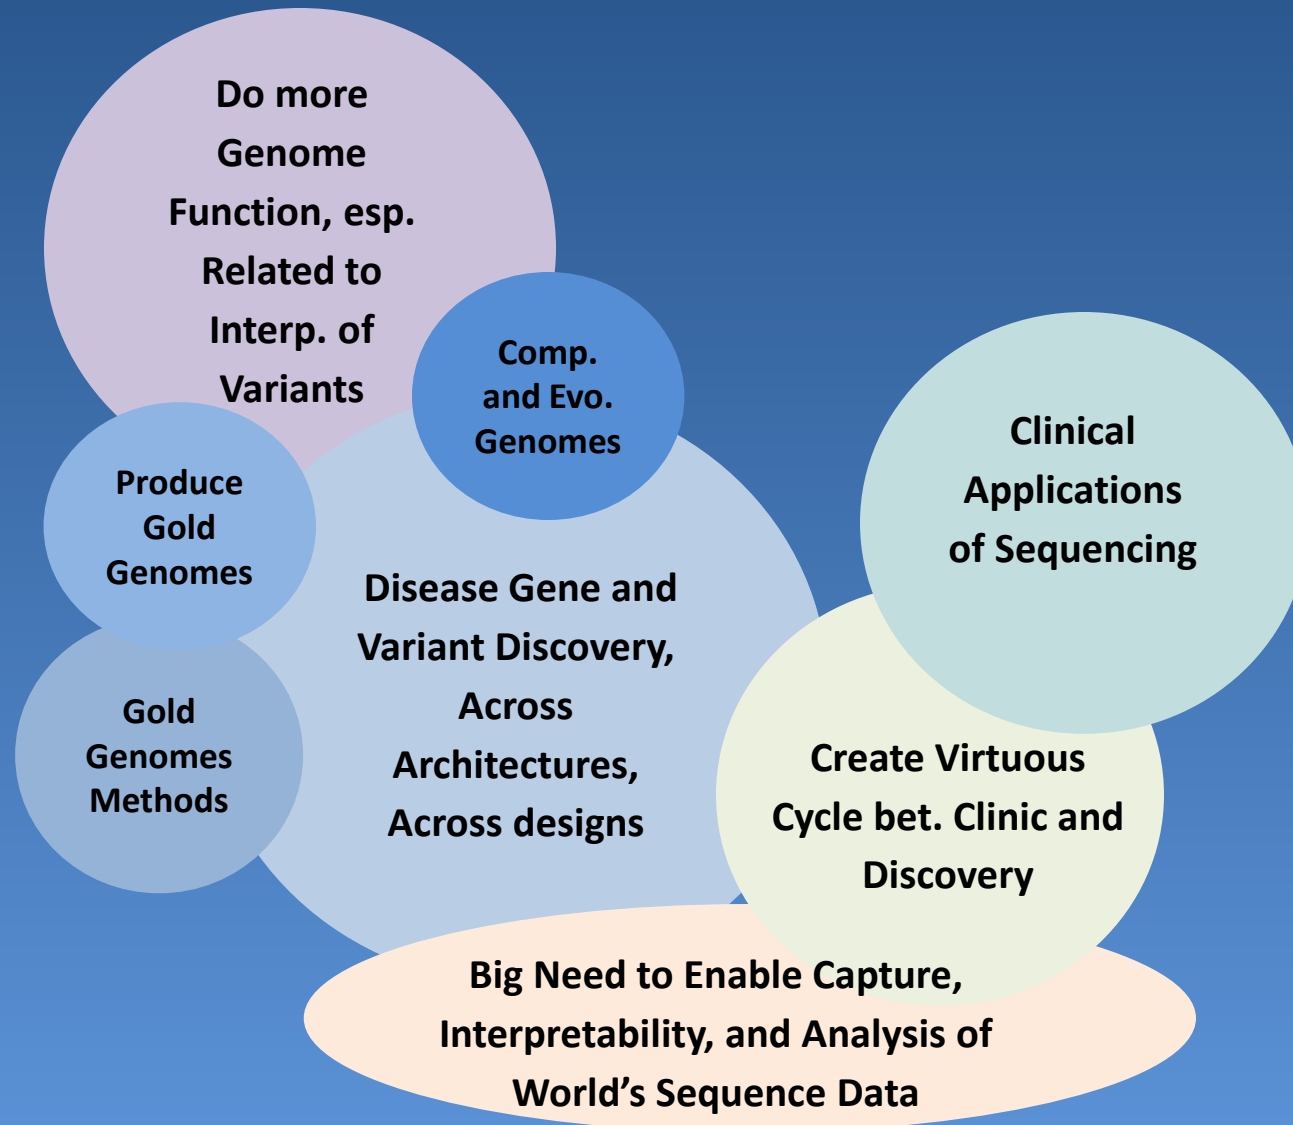 Do more
Genome
Function, esp.
Related to
Interp. of
Variants
Comp.
and Evo.
Genomes
Produce
Gold
Genomes
Gold
Genomes
Methods
Disease Gene and
Variant Discovery,
Across
Architectures,
Across designs
Clinical
Applications
of Sequencing
Create Virtuous
Cycle bet. Clinic and
Discovery
Big Need to Enable Capture,
Interpretability, and Analysis of
World’s Sequence Data